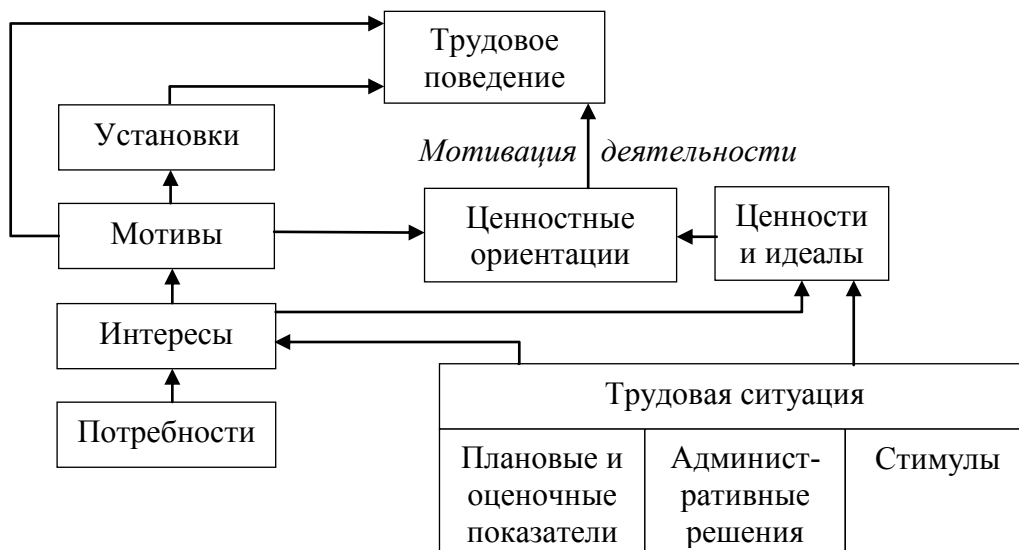 Трудовое
поведение
Установки
Мотивация деятельности
Мотивы
Ценностные
ориентации
Ценности
и идеалы
Интересы
Потребности
Трудовая ситуация
Плановые и
оценочные
показатели
Админист-
ративные
решения
Стимулы